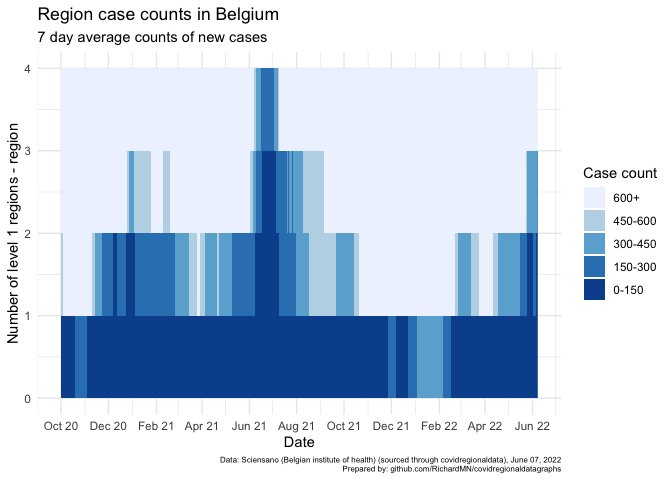 Region case counts in Belgium
7 day average counts of new cases
Number of level 1 regions - region
4
3
2
1
0
Oct 20 Dec 20 Feb 21 Apr 21 Jun 21 Aug 21 Oct 21 Dec 21 Feb 22 Apr 22 Jun 22
Date
Case count
600+
450-600
300-450
150-300
0-150
Data: Sciensano (Belgian institute of health) (sourced through covidregionaldata), June 07, 2022
Prepared by: github.com/RichardMN/covidregionaldatagraphs